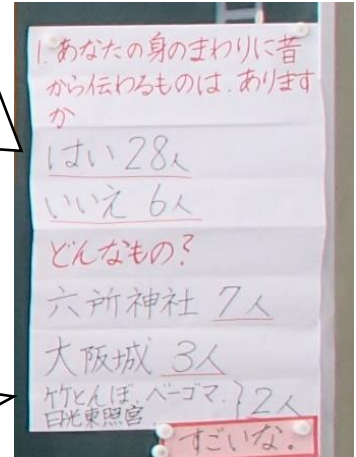 1. あなたの身のまわりに昔
から伝わるものは、あります
か
はい 28人
いいえ 6人
どんなもの?
六所神社 7人
大阪城 3人
竹とんぼ、ベーゴマ、
日光東照宮 } 2人
すごいな。